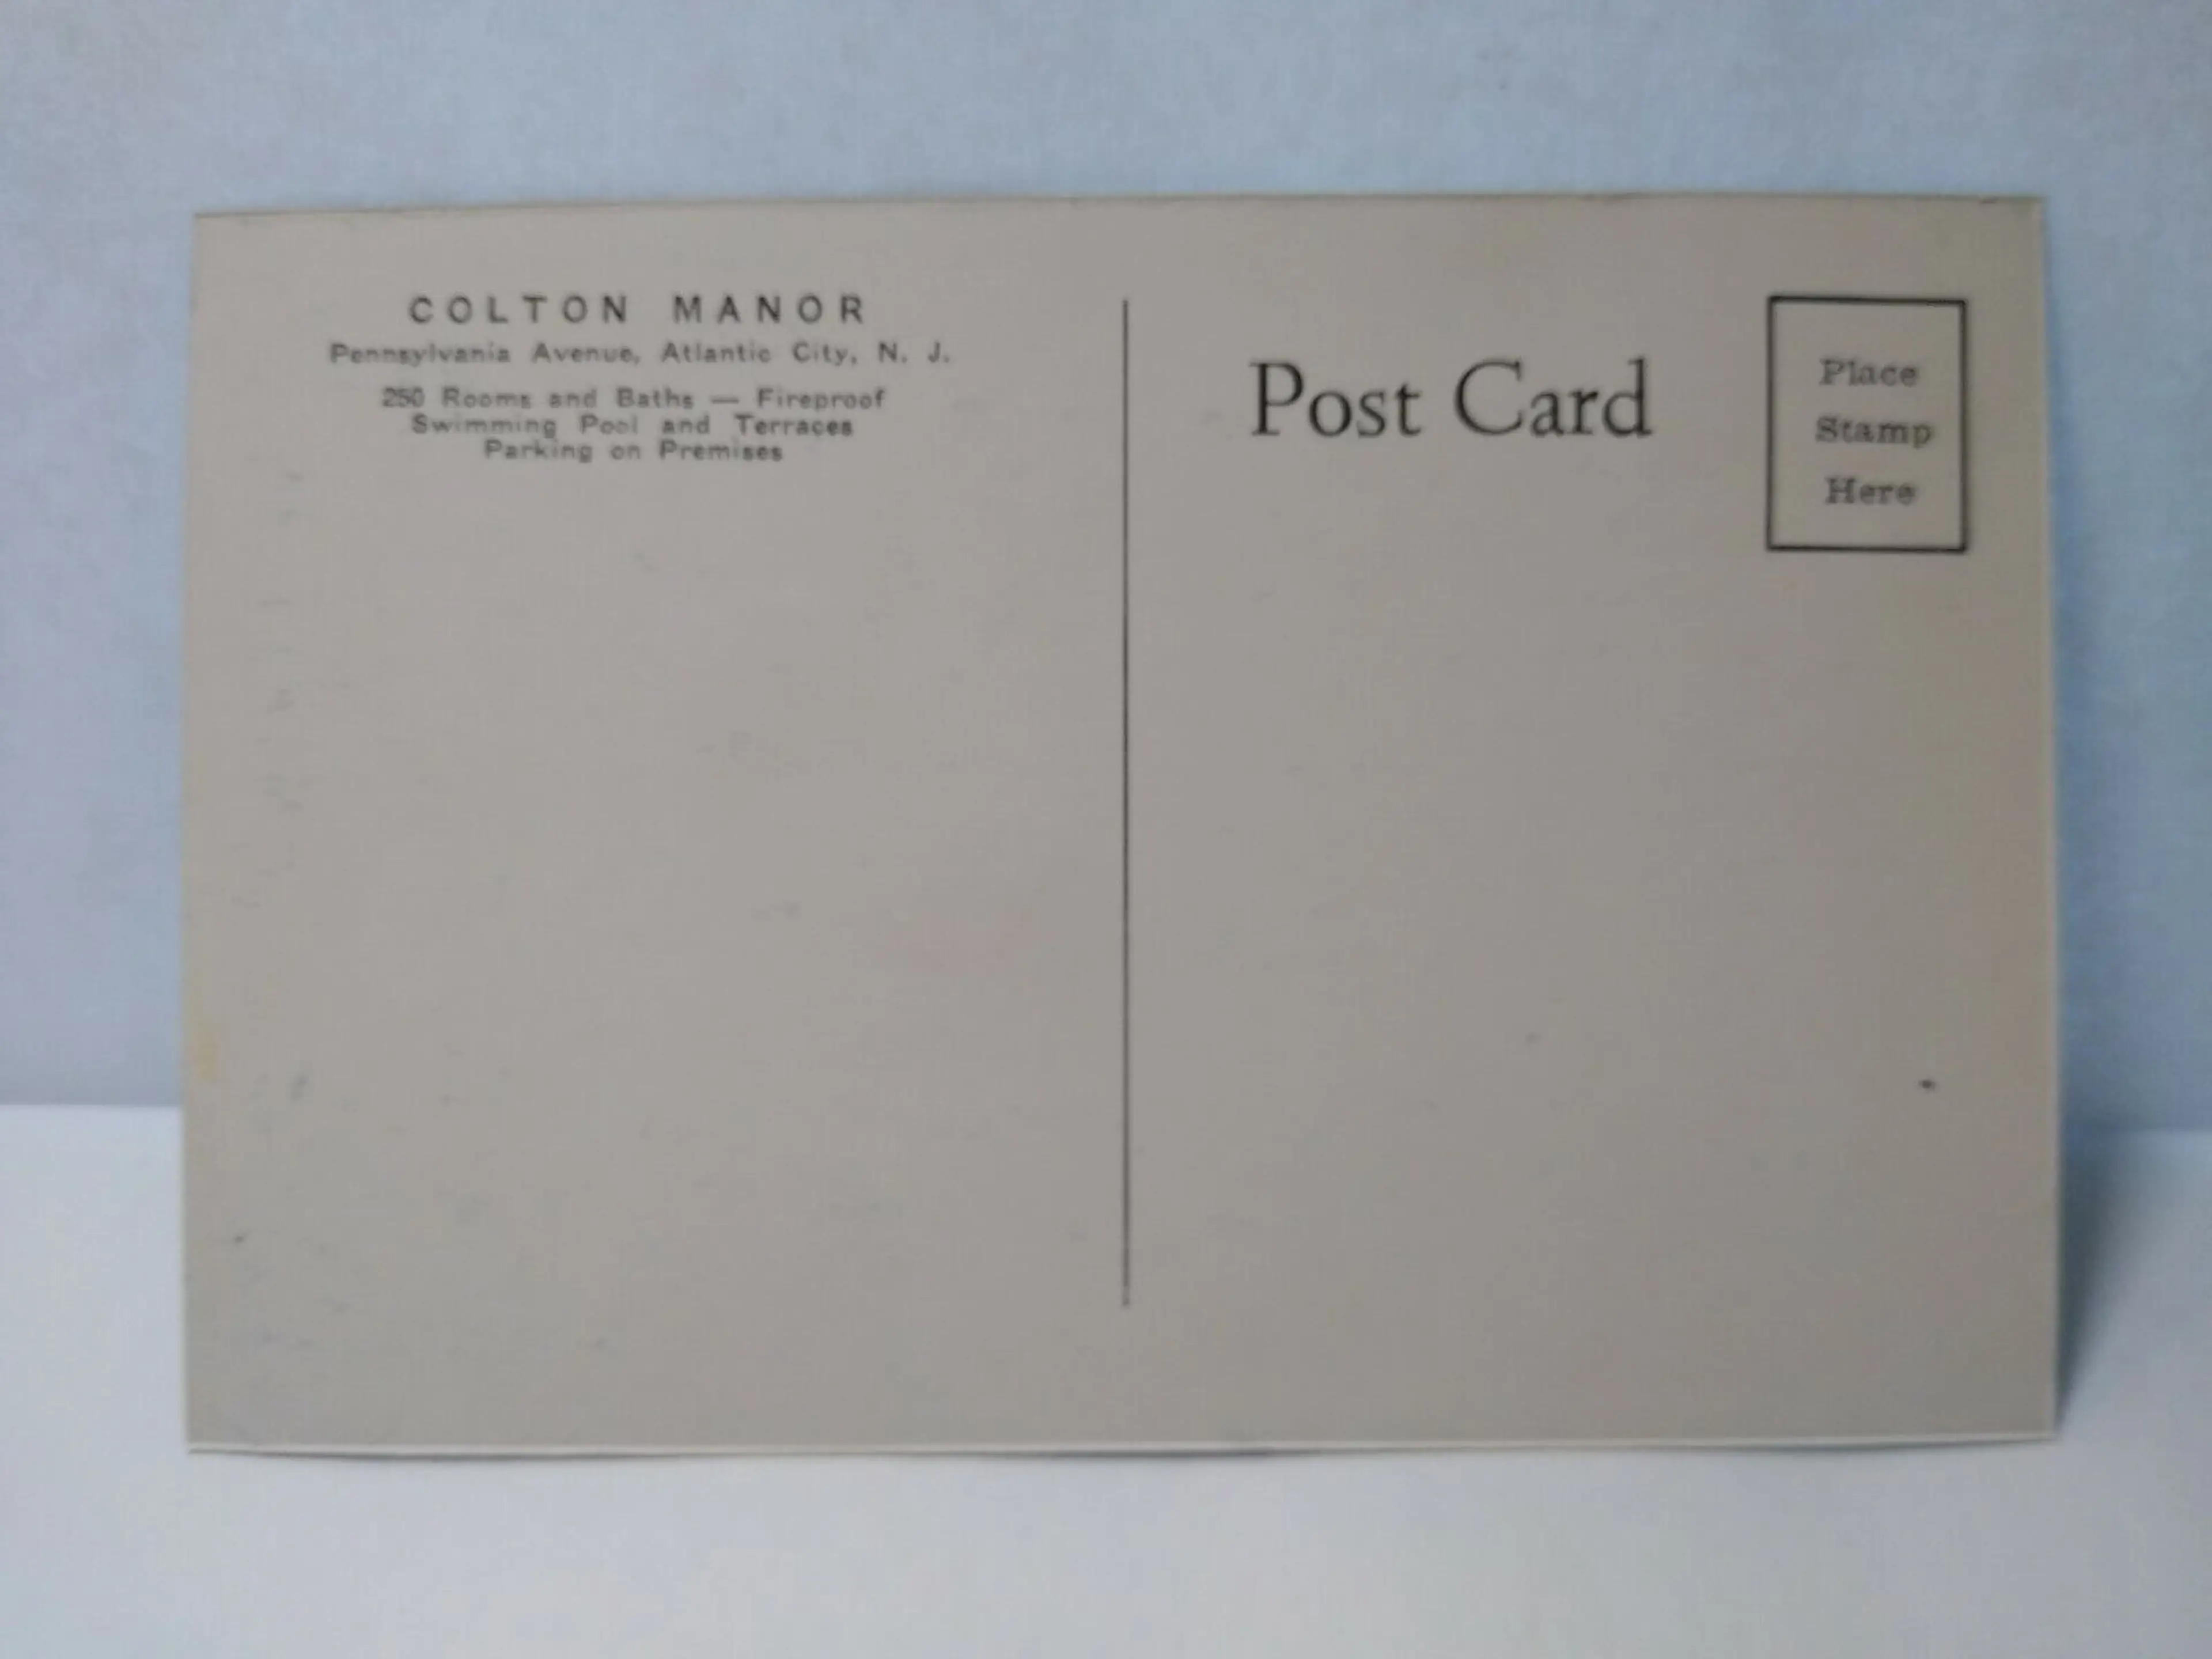 COLTON MANOR
Pennsylvania Avenue, Atlantic City, N. J.
250 Rooms and Baths — Fireproof
Swimming Pool and Terraces
Parking on Premises
Post Card
Place
Stamp
Here